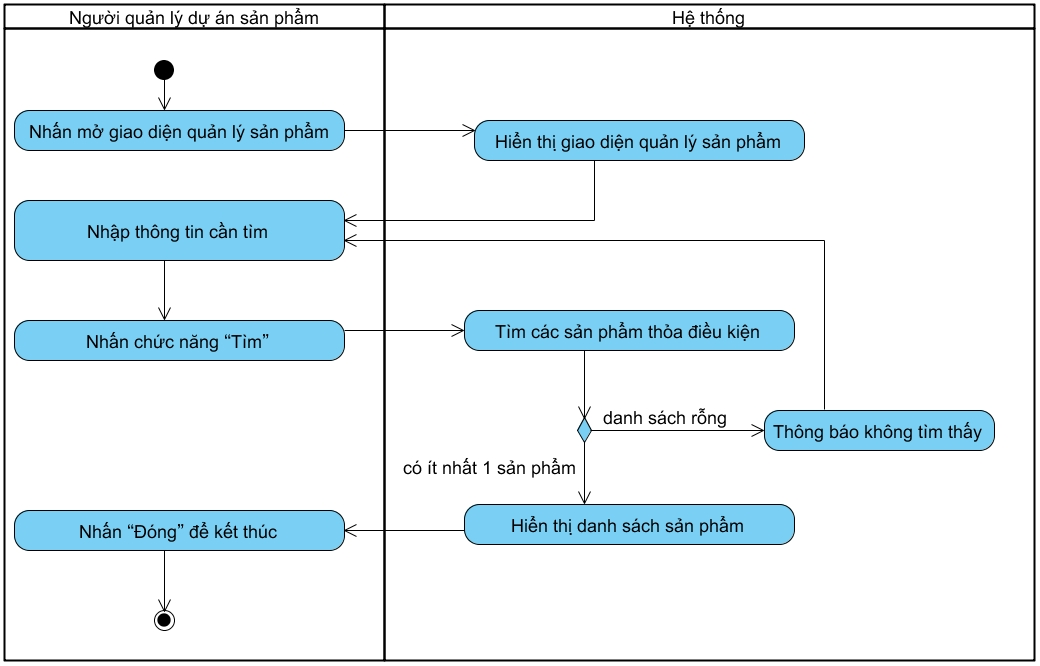 Người quản lý dự án sản phẩm
Hệ thống
Nhấn mở giao diện quản lý sản phẩm
Hiển thị giao diện quản lý sản phẩm
Nhập thông tin cần tìm
Nhấn chức năng “Tìm”
Tìm các sản phẩm thỏa điều kiện
danh sách rỗng
Thông báo không tìm thấy
có ít nhất 1 sản phẩm
Nhấn “Đóng” để kết thúc
Hiển thị danh sách sản phẩm